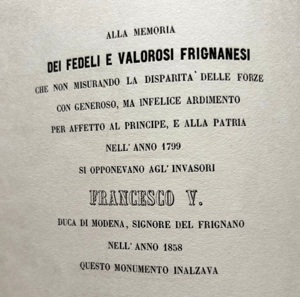 ALLA MEMORIA
DEI FEDELI E VALOROSI FRIGNANESI
CHE NON MISURANDO LA DISPARITA' DELLE FORZE
CON GENEROSO, MA INFELICE ARDIMENTO
PER AFFETTO AL PRINCIPE, E ALLA PATRIA
NELL'ANNO 1799
SI OPPONEVANO AGL'INVASORI
FRANCESCO V.
DUCA DI MODENA, SIGNORE DEL FRIGNANO
NELL'ANNO 1858
QUESTO MONUMENTO INALZAVA